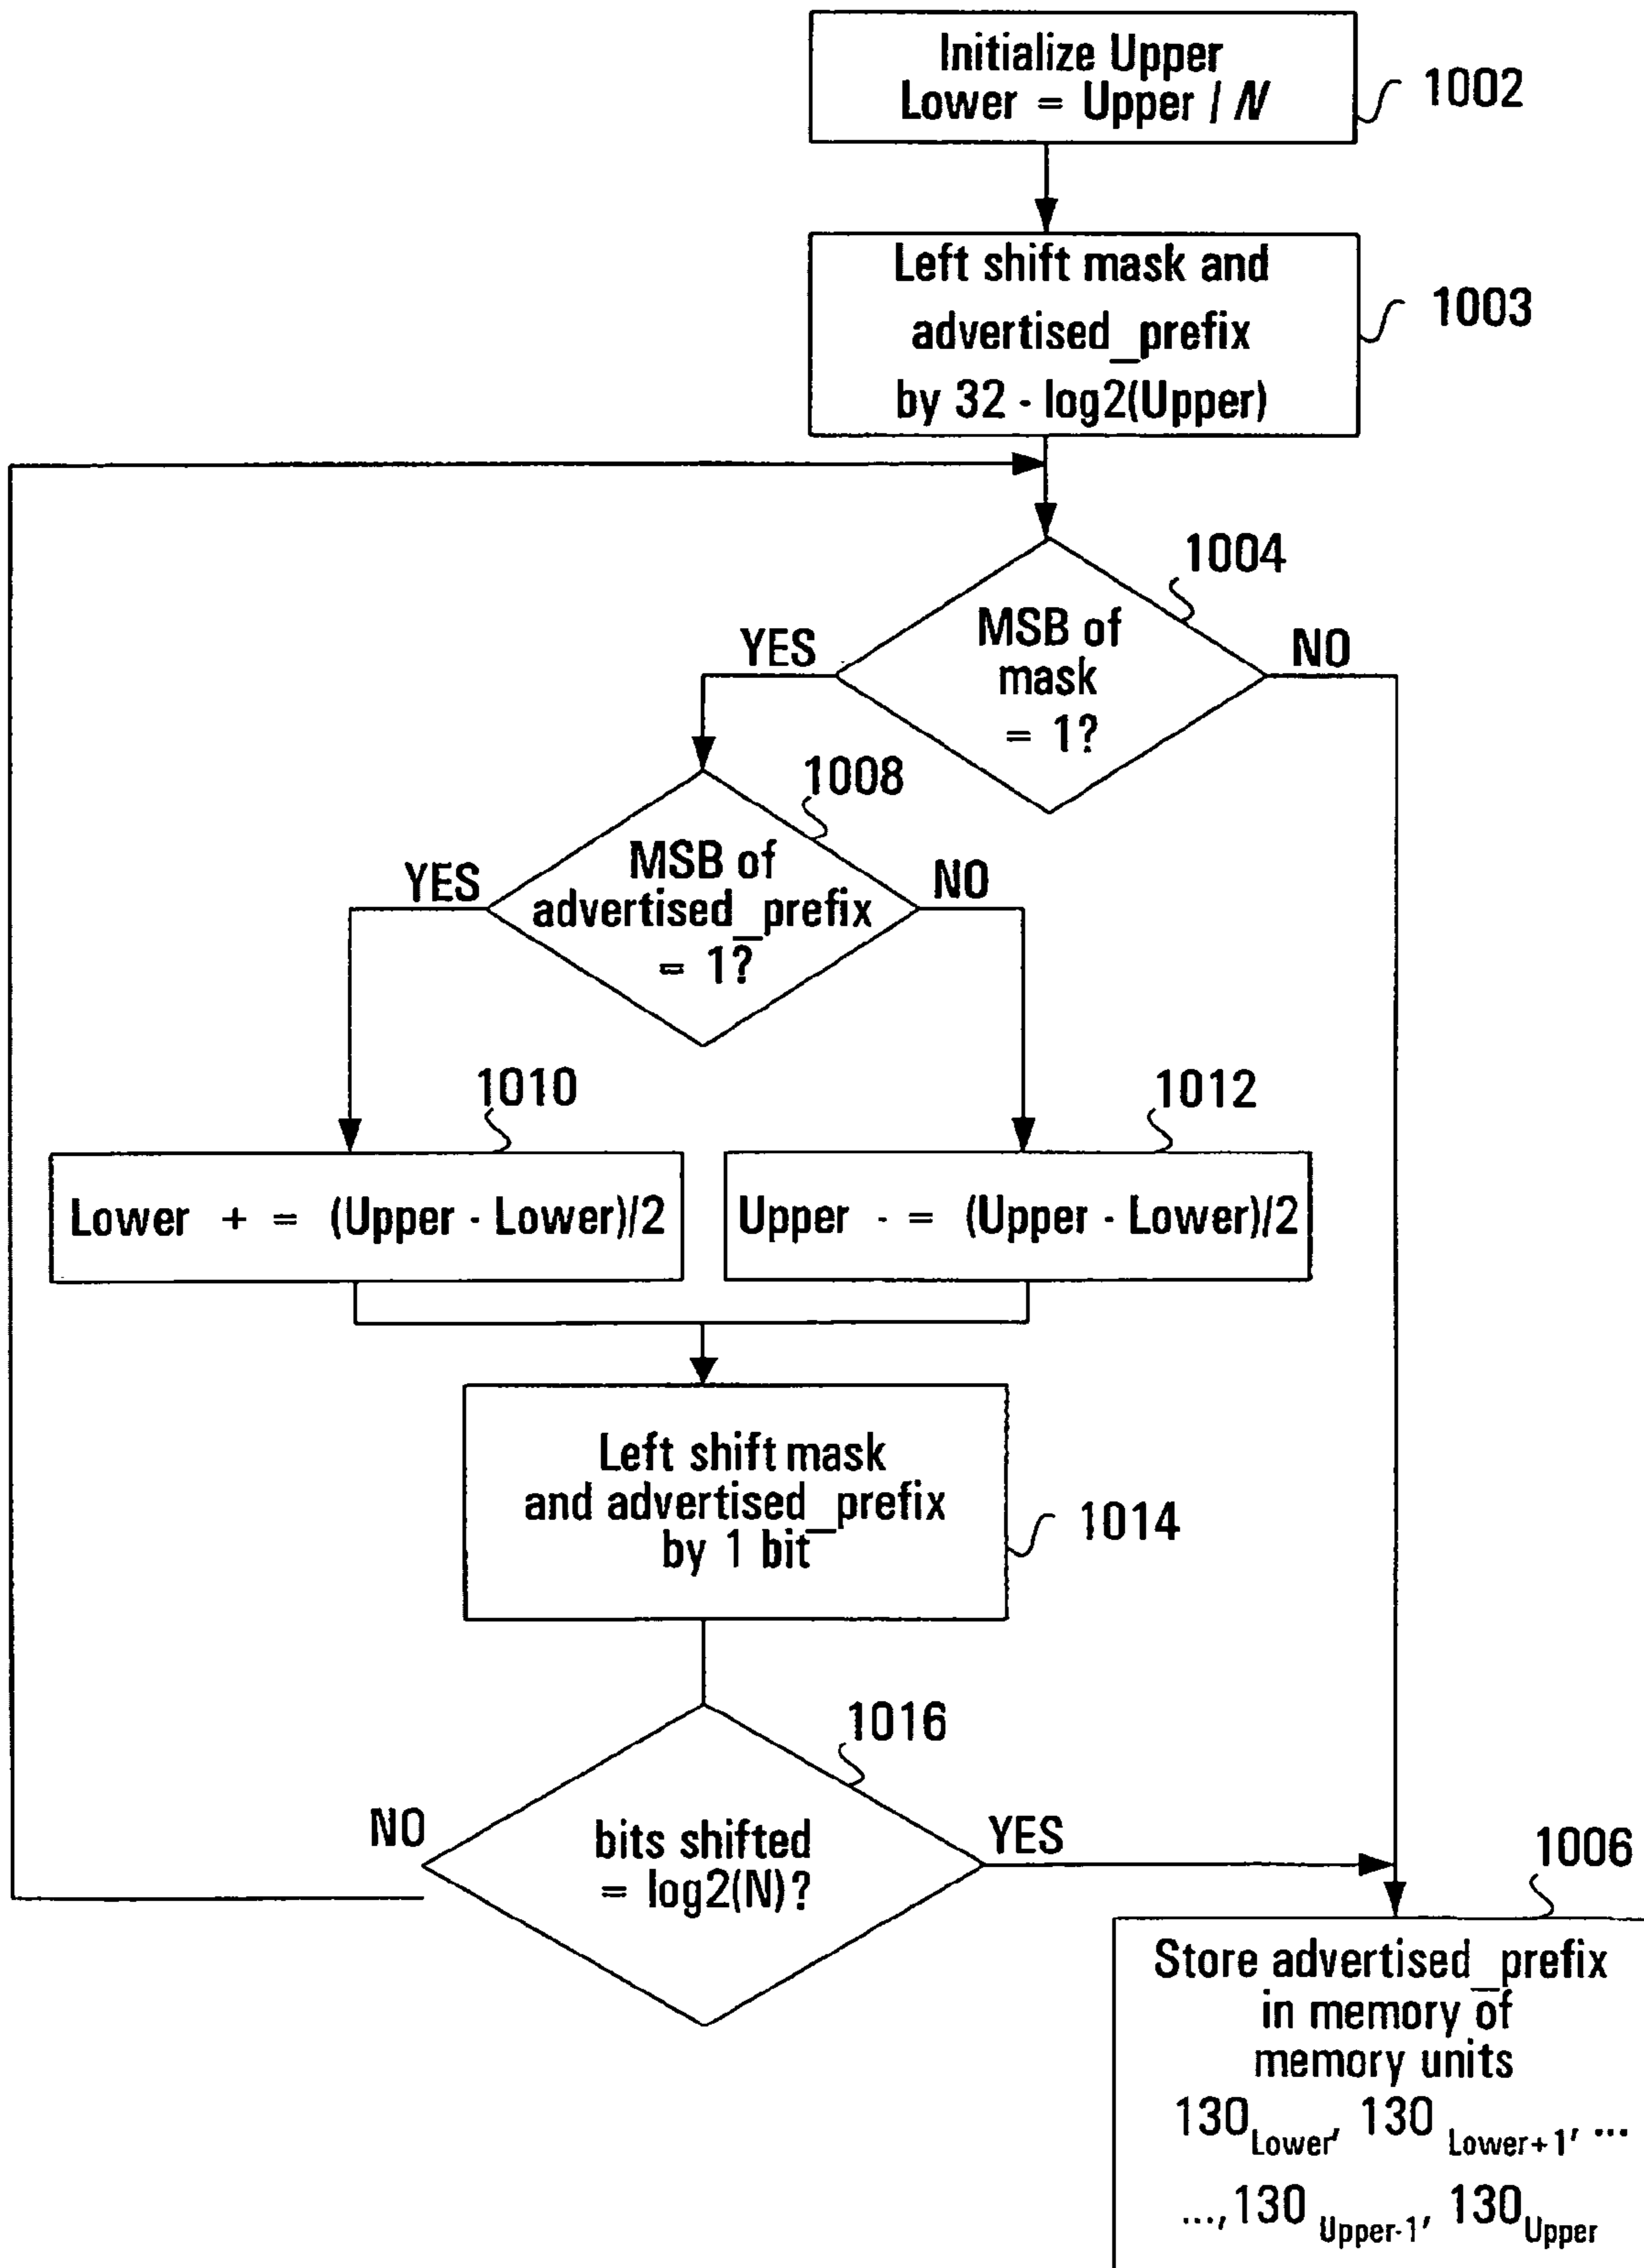 Initialize Upper
Lower = Upper / N
1002
Left shift mask and
advertised_prefix
by 32 - log2(Upper)
1003
1004
MSB of
mask
= 1?
YES
NO
1008
MSB of
advertised_prefix
= 1?
YES
NO
1010
Lower + = (Upper - Lower)/2
1012
Upper - = (Upper - Lower)/2
Left shift mask
and advertised_prefix
by 1 bit
1014
1016
bits shifted
= log2(N)?
NO
YES
1006
Store advertised_prefix
in memory of
memory units
130Lower, 130 Lower+1, ...
..., 130 Upper-1, 130Upper